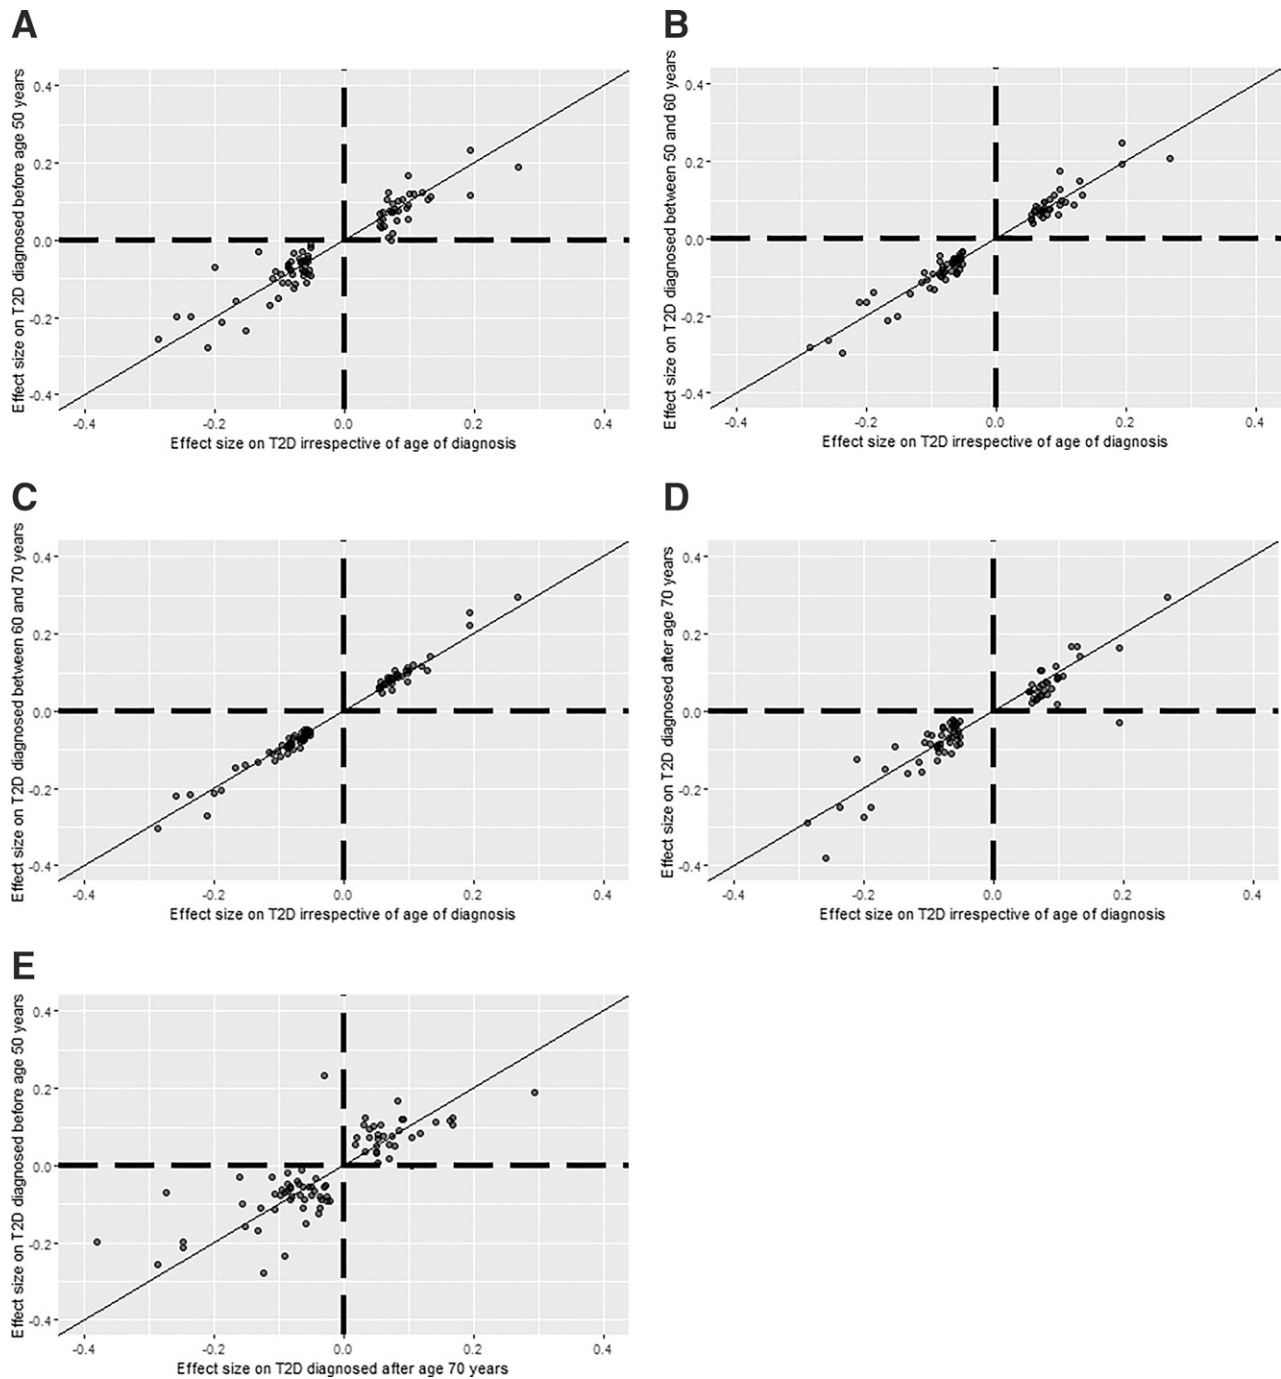 A
Effect size on T2D diagnosed before age 50 years
0.4
0.2
0.0
-0.2
-0.4
-0.4 -0.2 0.0 0.2 0.4
Effect size on T2D irrespective of age of diagnosis
B
Effect size on T2D diagnosed between 50 and 60 years
0.4
0.2
0.0
-0.2
-0.4
-0.4 -0.2 0.0 0.2 0.4
Effect size on T2D irrespective of age of diagnosis
C
Effect size on T2D diagnosed between 60 and 70 years
0.4
0.2
0.0
-0.2
-0.4
-0.4 -0.2 0.0 0.2 0.4
Effect size on T2D irrespective of age of diagnosis
D
Effect size on T2D diagnosed after age 70 years
0.4
0.2
0.0
-0.2
-0.4
-0.4 -0.2 0.0 0.2 0.4
Effect size on T2D irrespective of age of diagnosis
E
Effect size on T2D diagnosed before age 50 years
0.4
0.2
0.0
-0.2
-0.4
-0.4 -0.2 0.0 0.2 0.4
Effect size on T2D diagnosed after age 70 years